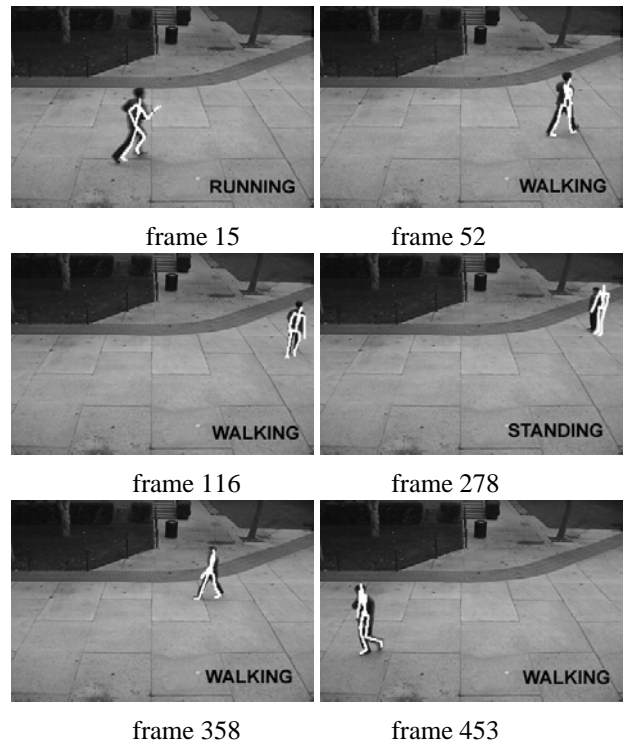 RUNNING
WALKING
frame 15
frame 52
WALKING
STANDING
frame 116
frame 278
WALKING
WALKING
frame 358
frame 453